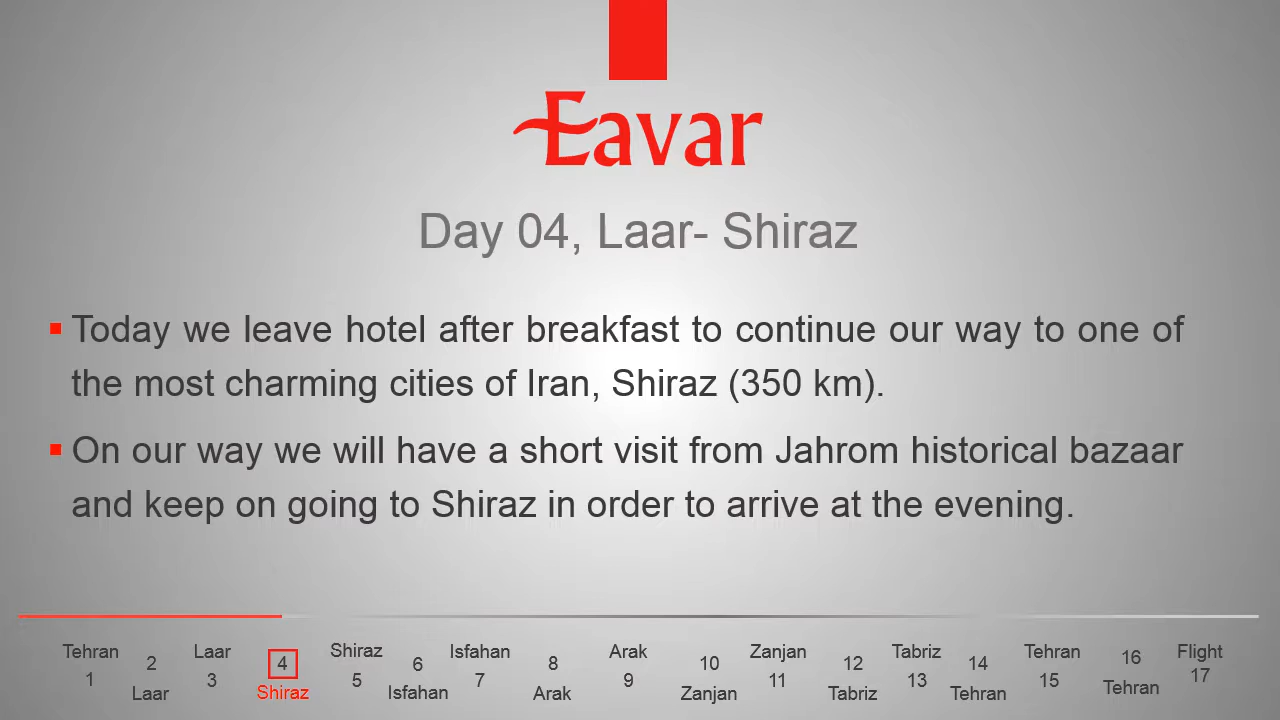 Eavar
Day 04, Laar- Shiraz
Today we leave hotel after breakfast to continue our way to one of
the most charming cities of Iran, Shiraz (350 km).
On our way we will have a short visit from Jahrom historical bazaar
and keep on going to Shiraz in order to arrive at the evening.
Tehran
1
2
Laar
Laar
3
4
Shiraz
Shiraz
5
6
Isfahan
Isfahan
7
8
Arak
Arak
9
10
Zanjan
Zanjan
11
12
Tabriz
Tabriz
13
14
Tehran
Tehran
15
16
Tehran
Flight
17